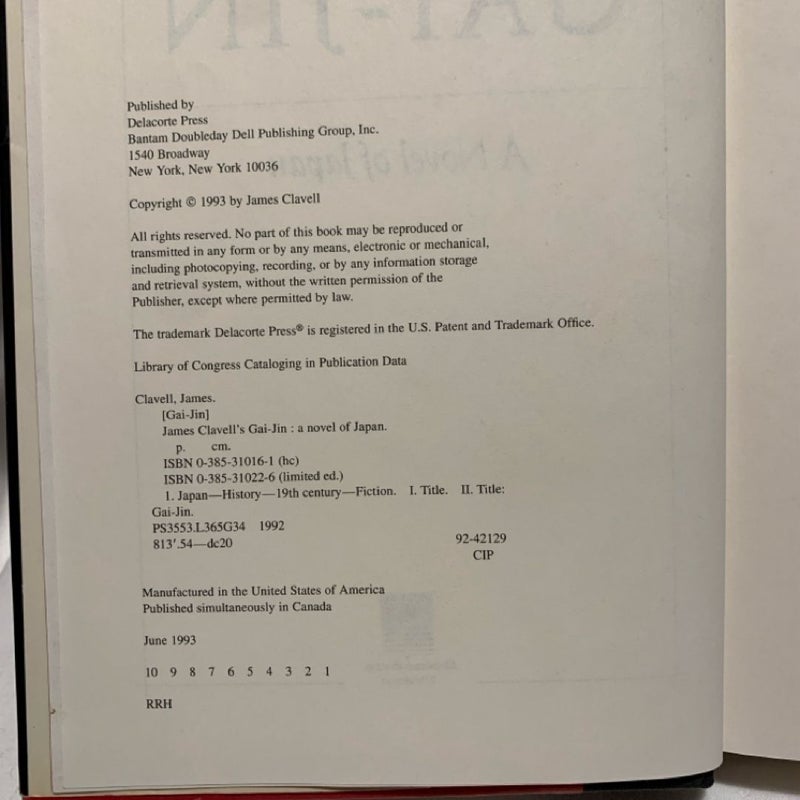 GAI-JIN
A Novel of Japan
Published by
Delacorte Press
Bantam Doubleday Dell Publishing Group, Inc.
1540 Broadway
New York, New York 10036
Copyright © 1993 by James Clavell
All rights reserved. No part of this book may be reproduced or
transmitted in any form or by any means, electronic or mechanical,
including photocopying, recording, or by any information storage
and retrieval system, without the written permission of the
Publisher, except where permitted by law.
The trademark Delacorte Press® is registered in the U.S. Patent and Trademark Office.
Library of Congress Cataloging in Publication Data
Clavell, James.
[Gai-Jin]
James Clavell's Gai-Jin : a novel of Japan.
p. cm.
ISBN 0-385-31016-1 (hc)
ISBN 0-385-31022-6 (limited ed.)
1. Japan—History—19th century—Fiction. I. Title. II. Title:
Gai-Jin.
PS3553.L365G34 1992
813'.54—dc20 92-42129
CIP
Manufactured in the United States of America
Published simultaneously in Canada
June 1993
10 9 8 7 6 5 4 3 2 1
RRH